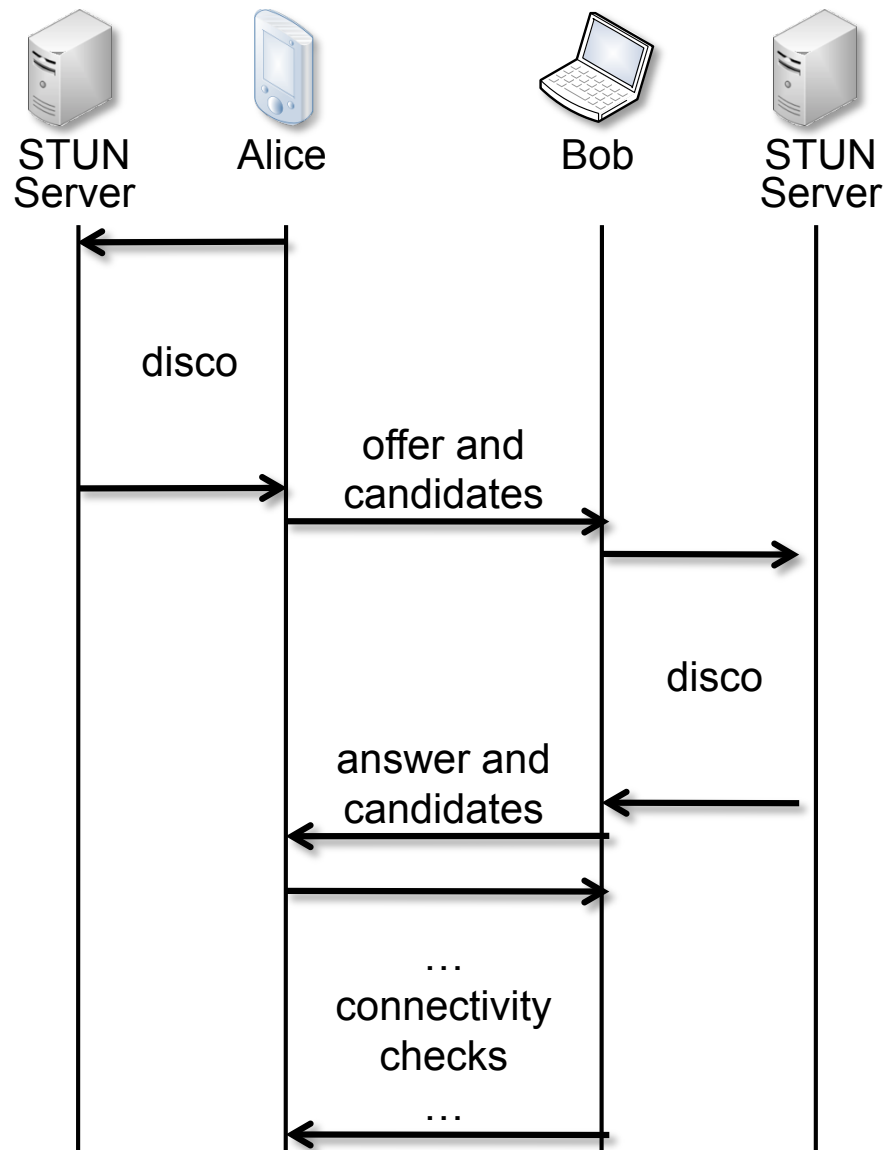 STUN
Server
Alice
Bob
STUN
Server
disco
offer and
candidates
disco
answer and
candidates
…
connectivity
checks
…